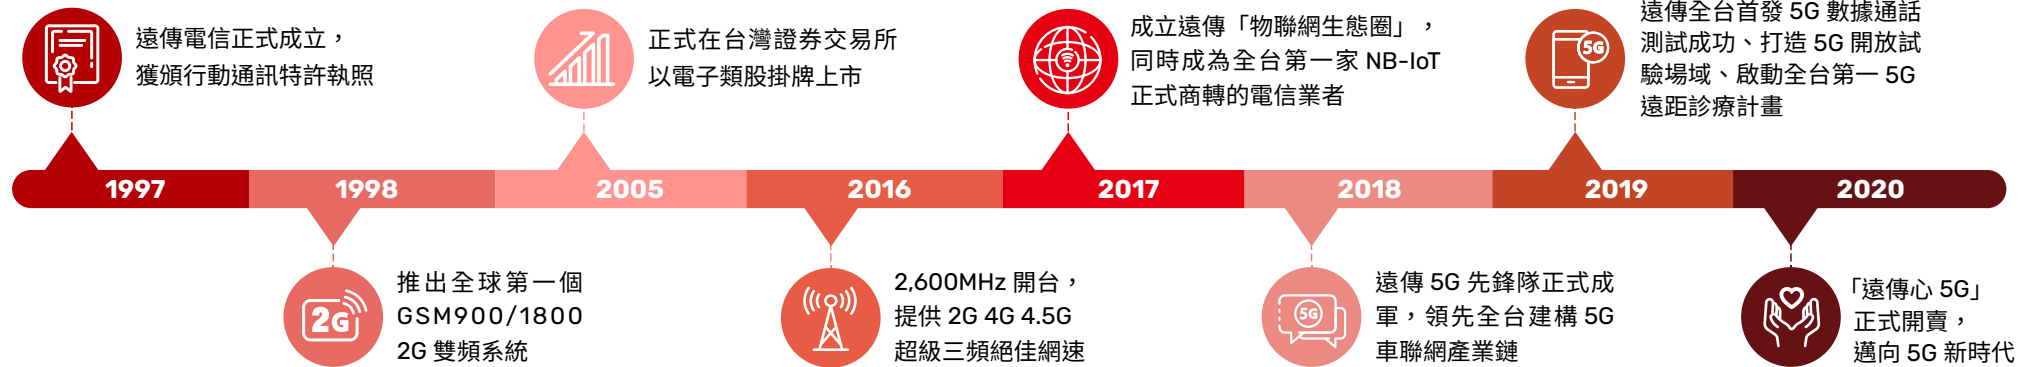 遠傳電信正式成立，
獲頒行動通訊特許執照
正式在台灣證券交易所
以電子類股掛牌上市
成立遠傳「物聯網生態圈」，
同時成為全台第一家 NB-IoT
正式商轉的電信業者
5G
遠傳全台首發 5G 數據通話
測試成功、打造 5G 開放試
驗場域、啟動全台第一 5G
遠距診療計畫
1997
1998
2005
2016
2017
2018
2019
2020
2G
推出全球第一個
GSM900/1800
2G 雙頻系統
2,600MHz 開台，
提供 2G 4G 4.5G
超級三頻絕佳網速
5G
遠傳 5G 先鋒隊正式成
軍，領先全台建構 5G
車聯網產業鏈
「遠傳心 5G」
正式開賣，
邁向 5G 新時代